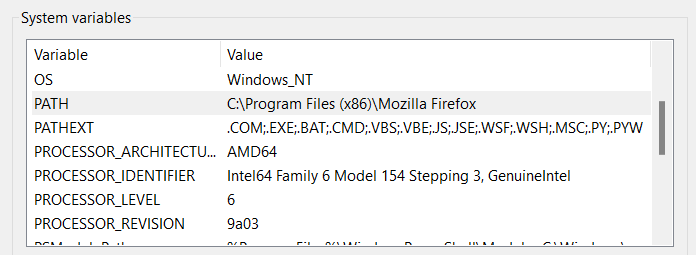 System variables
Variable Value
OS Windows_NT
PATH C:\Program Files (x86)\Mozilla Firefox
PATHEXT .COM;.EXE;.BAT;.CMD;.VBS;.VBE;.JS;.JSE;.WSF;.WSH;.MSC;.PY;.PYW
PROCESSOR_ARCHITECTU... AMD64
PROCESSOR_IDENTIFIER Intel64 Family 6 Model 154 Stepping 3, GenuineIntel
PROCESSOR_LEVEL 6
PROCESSOR_REVISION 9a03